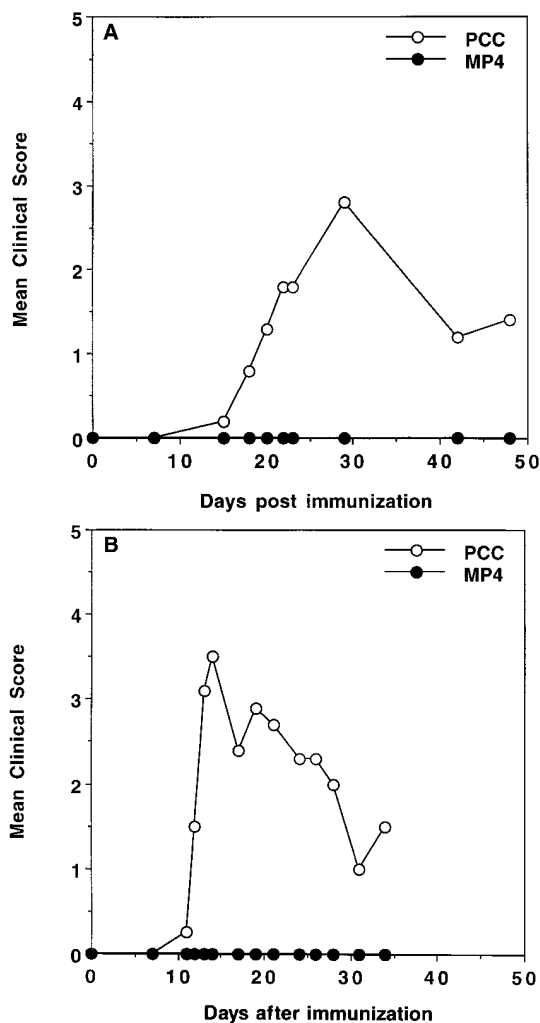 A
PCC
MP4
5
4
3
2
1
0
Mean Clinical Score
0 10 20 30 40 50
Days post immunization
B
PCC
MP4
5
4
3
2
1
0
Mean Clinical Score
0 10 20 30 40 50
Days after immunization